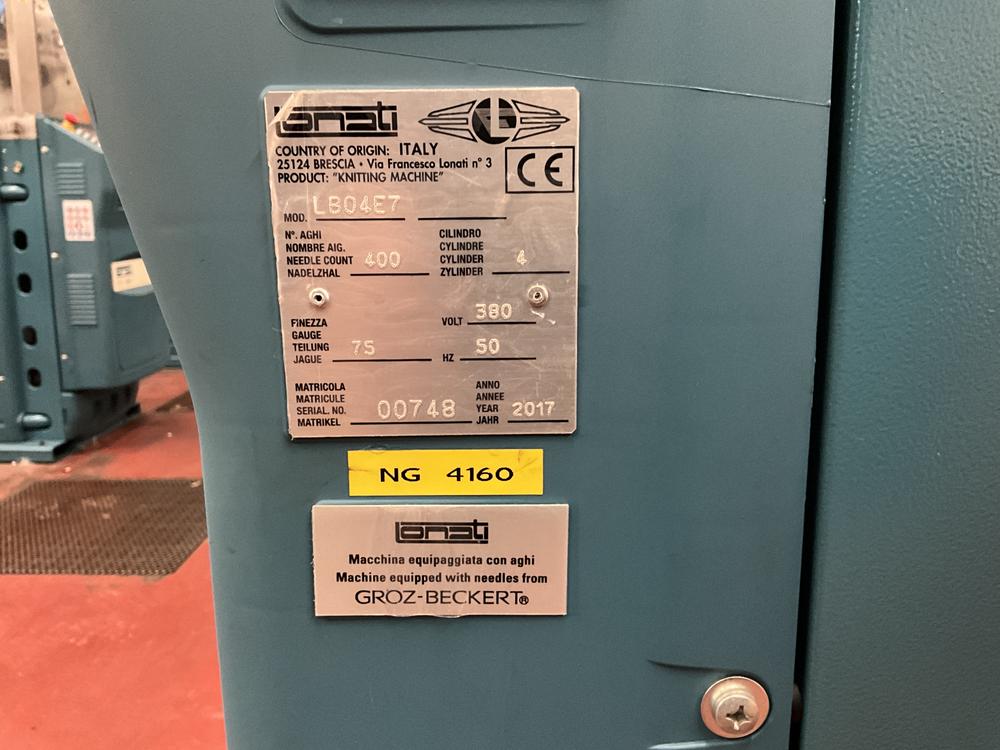 Lonati
COUNTRY OF ORIGIN: ITALY
25124 BRESCIA • Via Francesco Lonati n° 3
PRODUCT: "KNITTING MACHINE"
CE
MOD. LB04E7
N°. AGHI
NOMBRE AIG.
NEEDLE COUNT 400
NADELZHAL
CILINDRO
CYLINDRE
CYLINDER 4
ZYLINDER
FINEZZA
GAUGE
TEILUNG 75
JAGUE
VOLT 380
HZ 50
MATRICOLA
MATRICULE
SERIAL. NO. 00748
MATRIKEL
ANNO
ANNEE
YEAR 2017
JAHR
NG 4160
Lonati
Macchina equipaggiata con aghi
Machine equipped with needles from
GROZ-BECKERT®